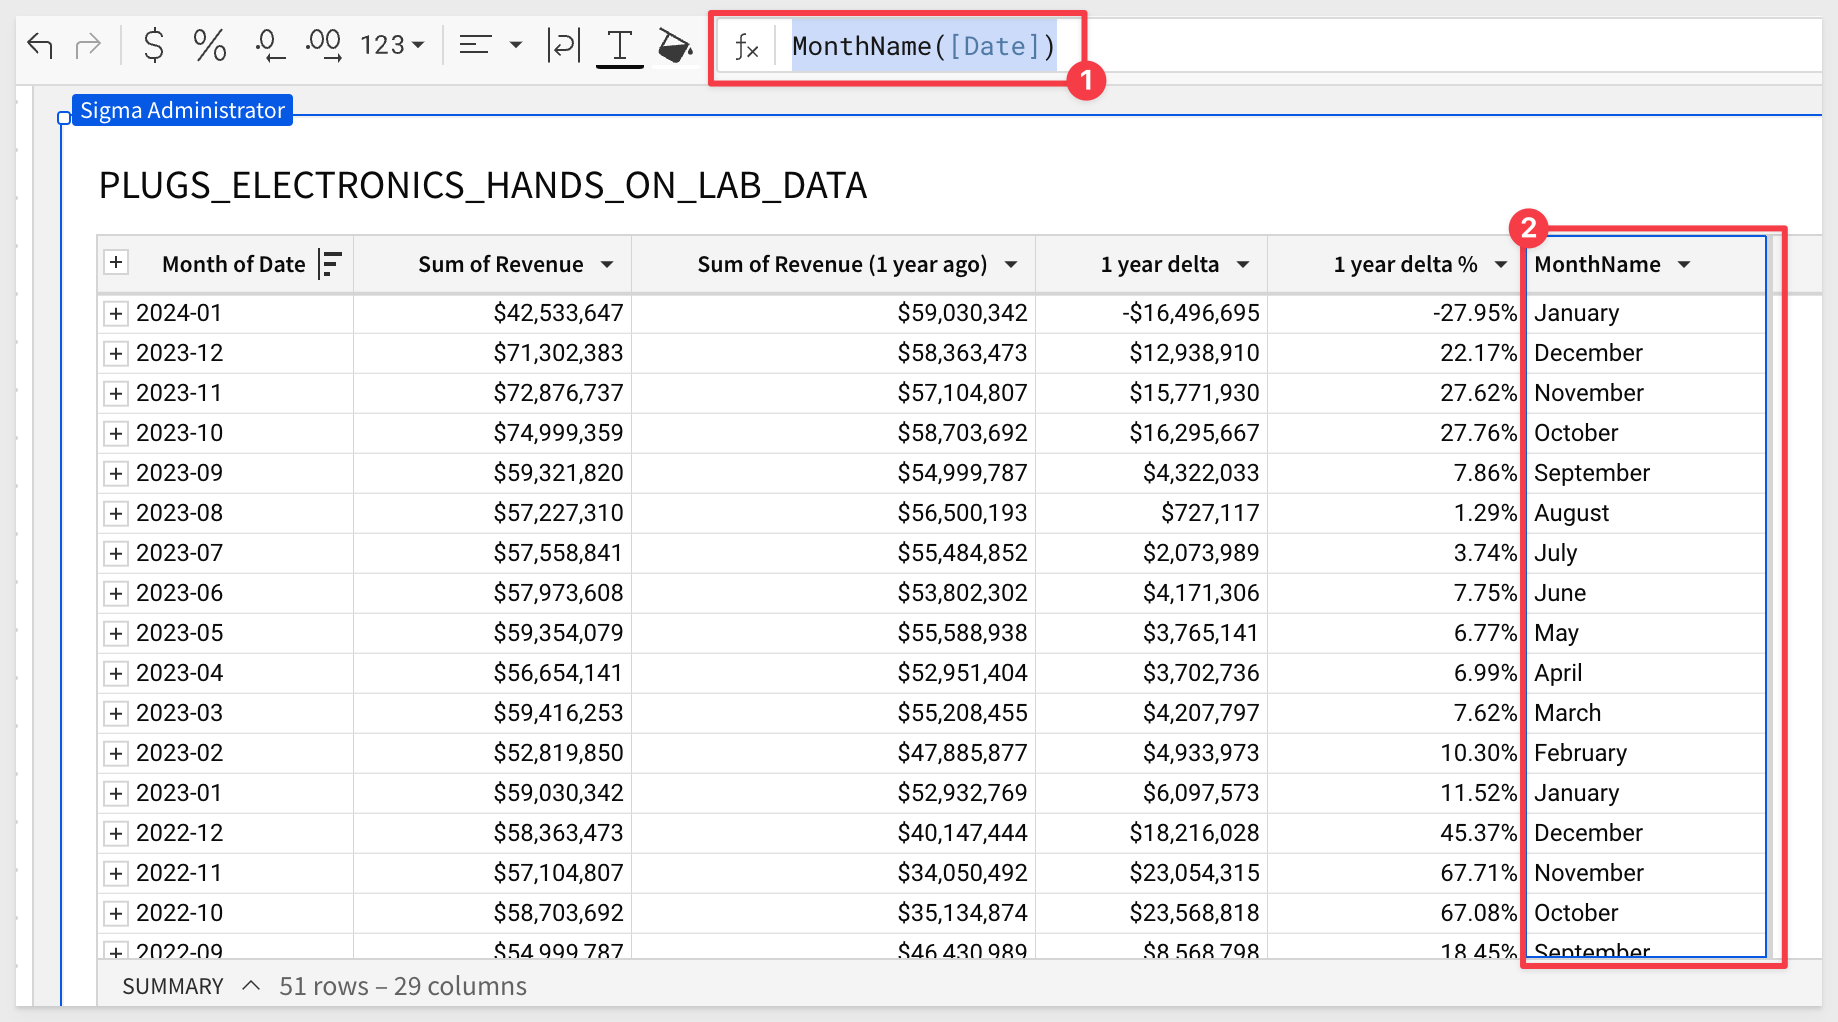 $ % .0 .00 123 T fx MonthName([Date])
1
Sigma Administrator
PLUGS_ELECTRONICS_HANDS_ON_LAB_DATA
2
Month of Date Sum of Revenue Sum of Revenue (1 year ago) 1 year delta 1 year delta % MonthName
2024-01 $42,533,647 $59,030,342 -$16,496,695 -27.95% January
2023-12 $71,302,383 $58,363,473 $12,938,910 22.17% December
2023-11 $72,876,737 $57,104,807 $15,771,930 27.62% November
2023-10 $74,999,359 $58,703,692 $16,295,667 27.76% October
2023-09 $59,321,820 $54,999,787 $4,322,033 7.86% September
2023-08 $57,227,310 $56,500,193 $727,117 1.29% August
2023-07 $57,558,841 $55,484,852 $2,073,989 3.74% July
2023-06 $57,973,608 $53,802,302 $4,171,306 7.75% June
2023-05 $59,354,079 $55,588,938 $3,765,141 6.77% May
2023-04 $56,654,141 $52,951,404 $3,702,736 6.99% April
2023-03 $59,416,253 $55,208,455 $4,207,797 7.62% March
2023-02 $52,819,850 $47,885,877 $4,933,973 10.30% February
2023-01 $59,030,342 $52,932,769 $6,097,573 11.52% January
2022-12 $58,363,473 $40,147,444 $18,216,028 45.37% December
2022-11 $57,104,807 $34,050,492 $23,054,315 67.71% November
2022-10 $58,703,692 $35,134,874 $23,568,818 67.08% October
2022-09 $54,999,787 $46,430,989 $8,568,798 18.45% September
SUMMARY 51 rows – 29 columns